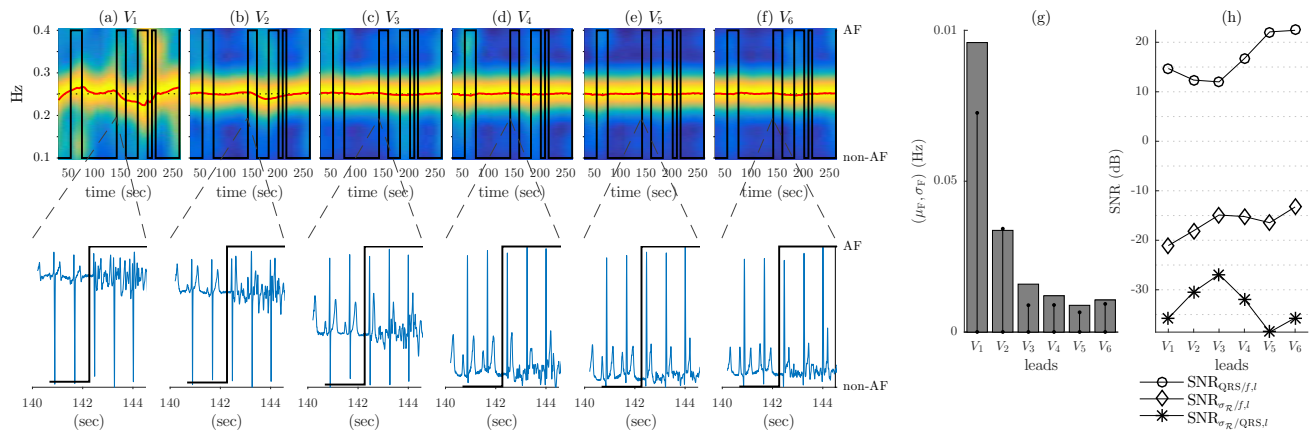 (a) V1 (b) V2 (c) V3 (d) V4 (e) V5 (f) V6 (g) (h)
0.4 AF 0.01 20
0.3 10
Hz 0
0.2 (μF, σF) (Hz) 0.005 SNR (dB) -10
0.1 non-AF -20
50 100 150 200 250 50 100 150 200 250 50 100 150 200 250 50 100 150 200 250 50 100 150 200 250 50 100 150 200 250
time (sec) time (sec) time (sec) time (sec) time (sec) time (sec)
AF -30
0
V1 V2 V3 V4 V5 V6 V1 V2 V3 V4 V5 V6
leads leads
non-AF
140 142 144 140 142 144 140 142 144 140 142 144 140 142 144 140 142 144
(sec) (sec) (sec) (sec) (sec) (sec)
SNRQRS/f,l
SNRσR/f,l
SNRσR/QRS,l